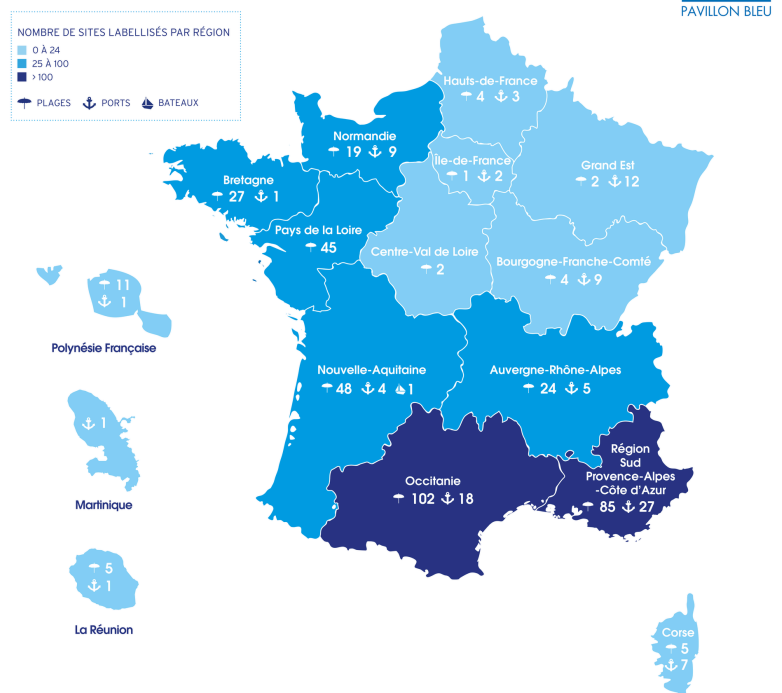 PAVILLON BLEU
NOMBRE DE SITES LABELLISÉS PAR RÉGION
0 À 24
25 À 100
> 100
PLAGES PORTS BATEAUX
Hauts-de-France
4 3
Normandie
19 9
Île-de-France
1 2
Grand Est
2 12
Bretagne
27 1
Pays de la Loire
45
Centre-Val de Loire
2
Bourgogne-Franche-Comté
4 9
11
1
Polynésie Française
Nouvelle-Aquitaine
48 4 1
Auvergne-Rhône-Alpes
24 5
1
Martinique
Occitanie
102 18
Région
Sud
Provence-Alpes
-Côte d'Azur
85 27
5
1
La Réunion
Corse
5
7